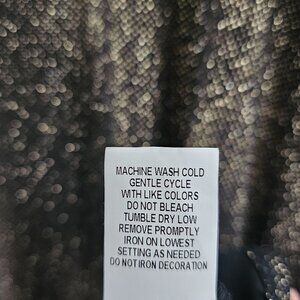 MACHINE WASH COLD
GENTLE CYCLE
WITH LIKE COLORS
DO NOT BLEACH
TUMBLE DRY LOW
REMOVE PROMPTLY
IRON ON LOWEST
SETTING AS NEEDED
DO NOT IRON DECORATION